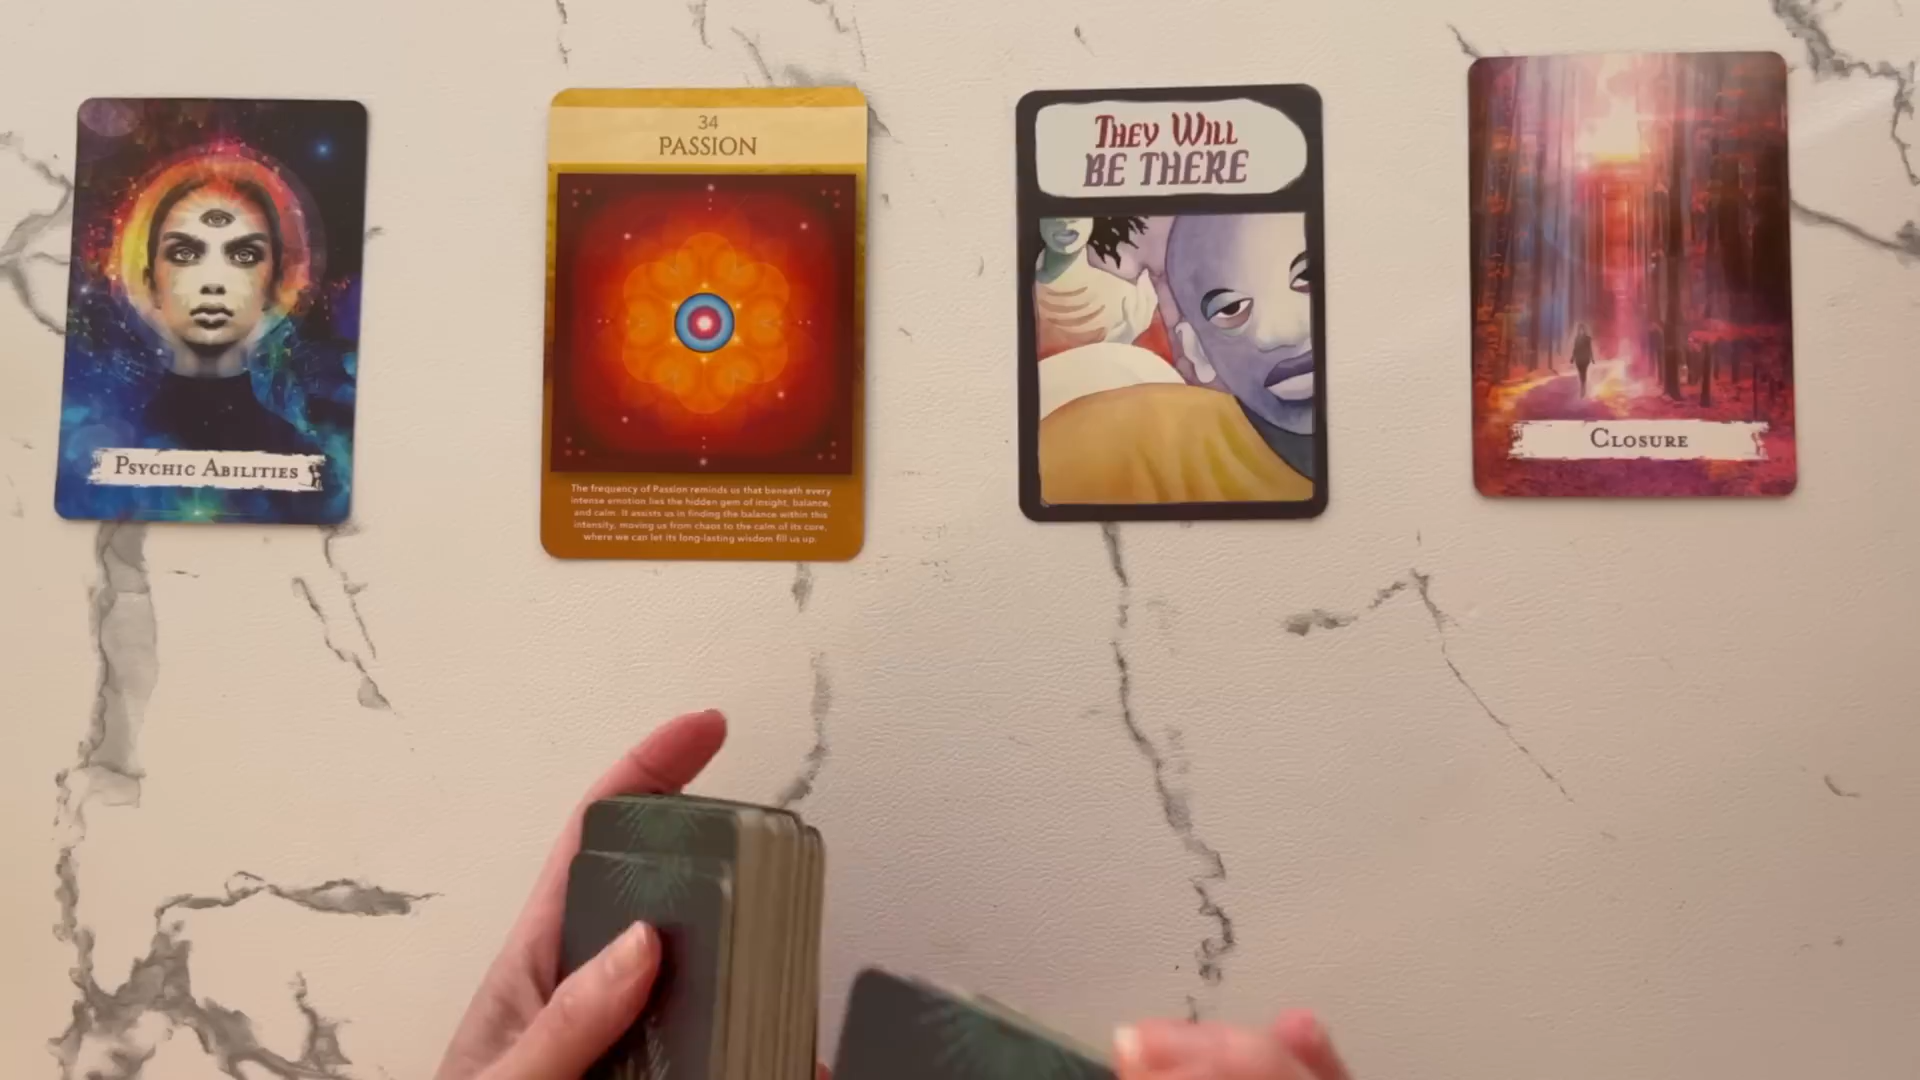 Psychic Abilities
34
PASSION
The frequency of Passion reminds us that beneath every
intense emotion lies the hidden gem of insight, balance,
and calm. It assists us in finding the balance within this
intensity, moving us from chaos to the calm of its core,
where we can let its long-lasting wisdom fill us up.
THEY WILL
BE THERE
Closure